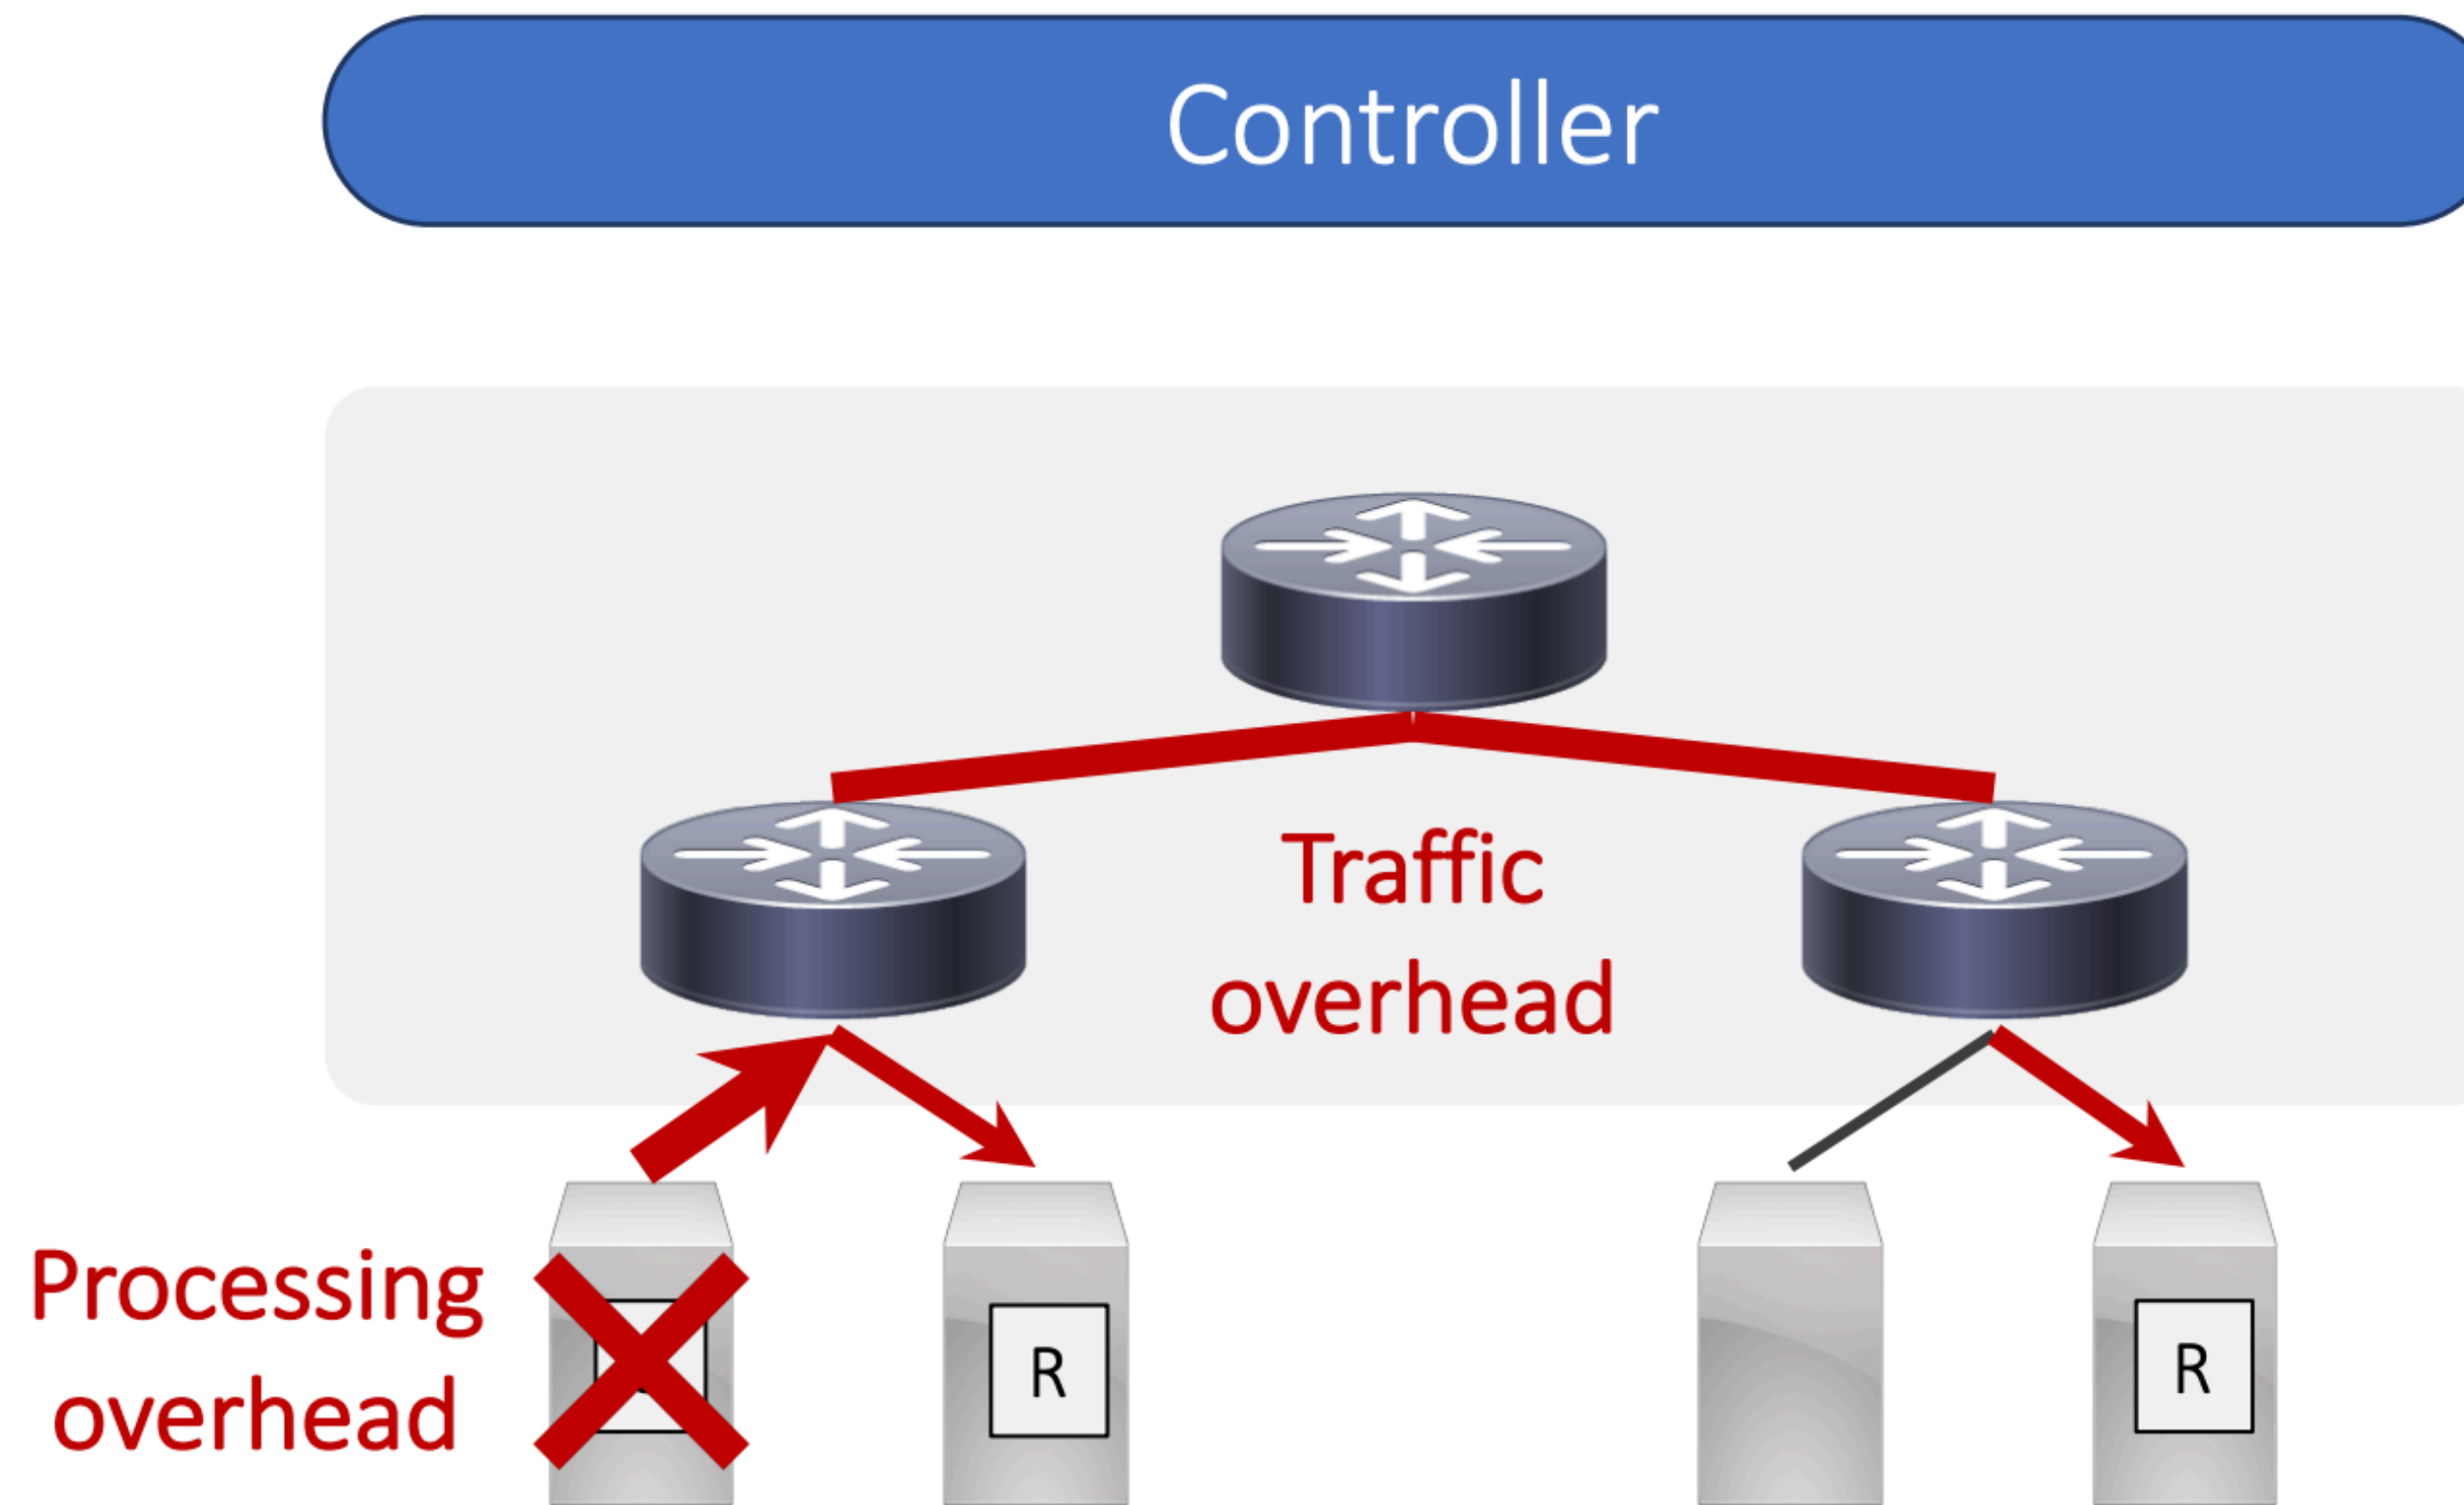 Controller
Traffic
overhead
Processing
overhead
R
R